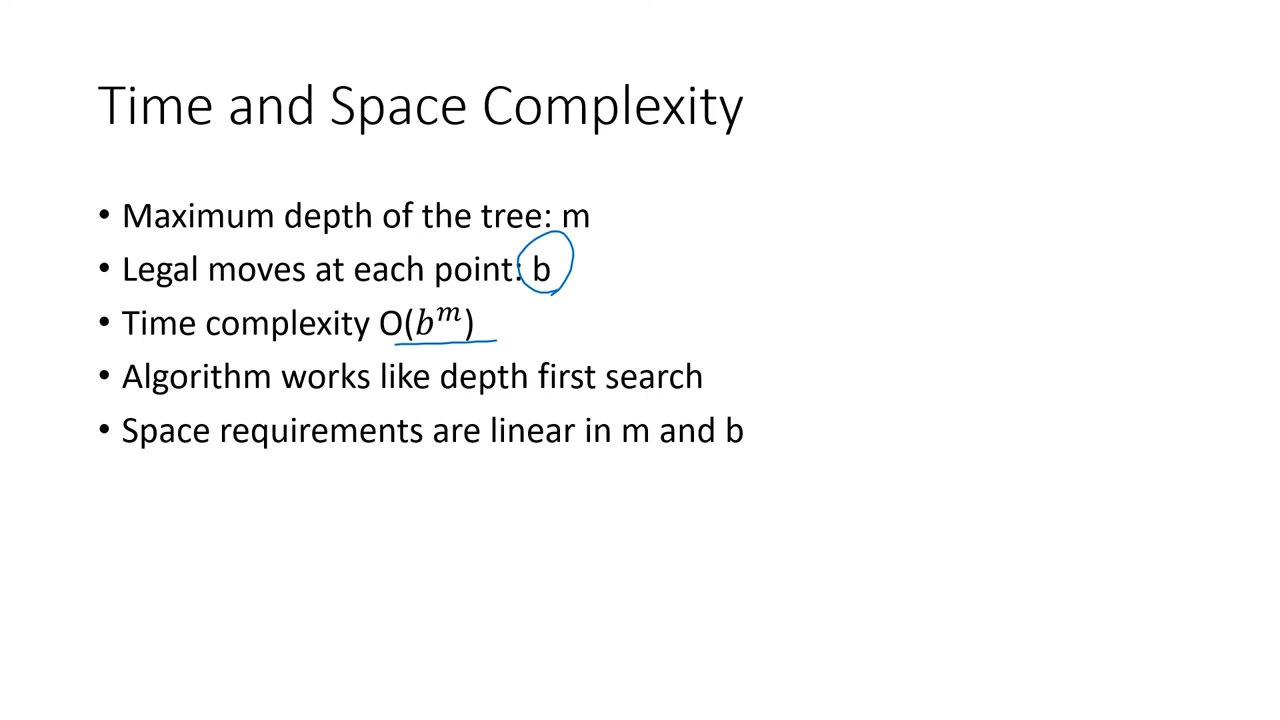 Time and Space Complexity
• Maximum depth of the tree: m
• Legal moves at each point: b
• Time complexity O(b^m)
• Algorithm works like depth first search
• Space requirements are linear in m and b